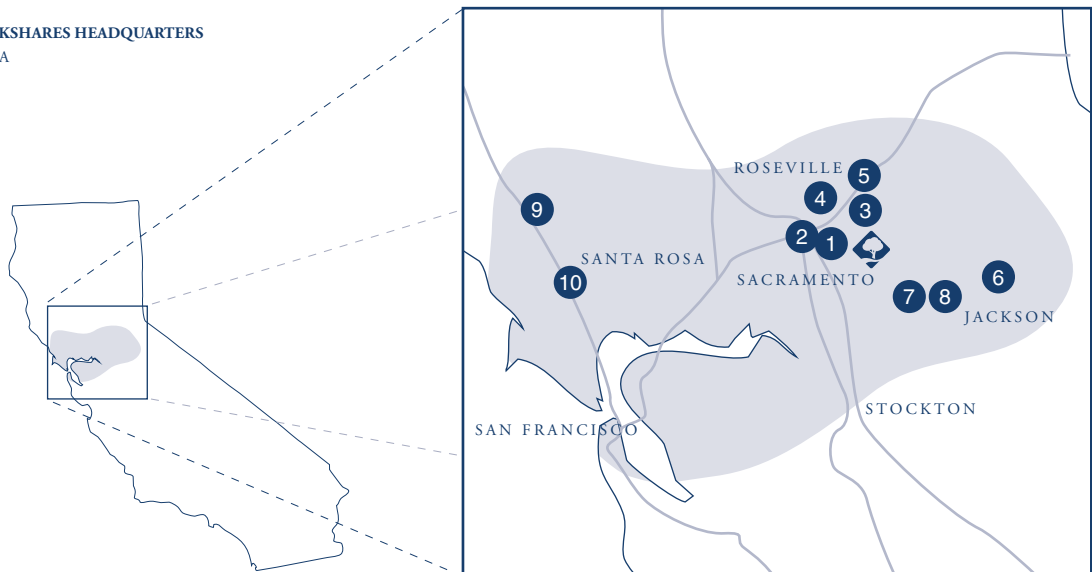 KSHARES HEADQUARTERS
A
ROSEVILLE
5
4
3
9
2
1
SANTA ROSA
SACRAMENTO
10
6
7
8
JACKSON
STOCKTON
SAN FRANCISCO